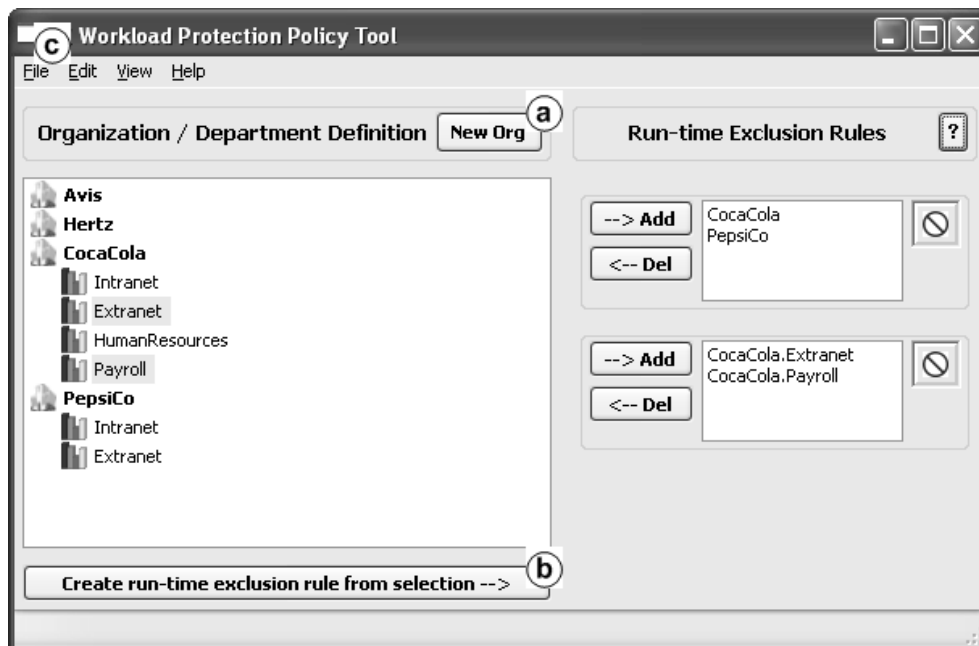 c Workload Protection Policy Tool
File Edit View Help
Organization / Department Definition New Org a
Run-time Exclusion Rules ?
Avis
Hertz
CocaCola
Intranet
Extranet
HumanResources
Payroll
PepsiCo
Intranet
Extranet
Create run-time exclusion rule from selection --> b
--> Add
<-- Del
CocaCola
PepsiCo
--> Add
<-- Del
CocaCola.Extranet
CocaCola.Payroll